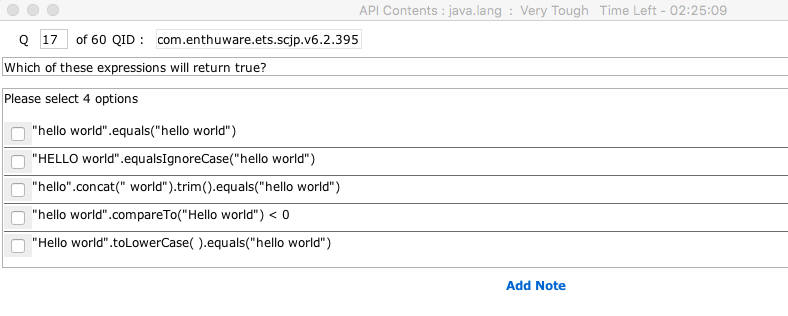 API Contents : java.lang  :  Very Tough   Time Left - 02:25:09
Q 17 of 60 QID : com.enthuware.ets.scjp.v6.2.395
Which of these expressions will return true?
Please select 4 options
"hello world".equals("hello world")
"HELLO world".equalsIgnoreCase("hello world")
"hello".concat(" world").trim().equals("hello world")
"hello world".compareTo("Hello world") < 0
"Hello world".toLowerCase( ).equals("hello world")
Add Note